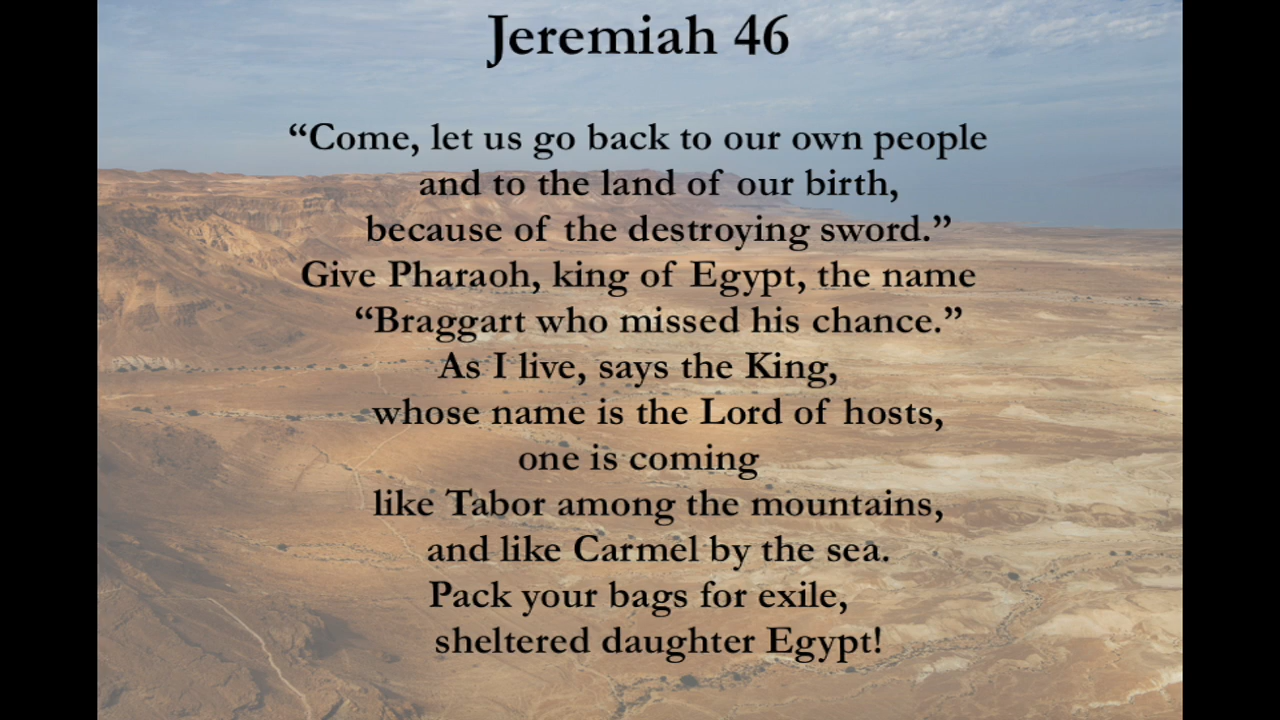 Jeremiah 46
“Come, let us go back to our own people
and to the land of our birth,
because of the destroying sword.”
Give Pharaoh, king of Egypt, the name
“Braggart who missed his chance.”
As I live, says the King,
whose name is the Lord of hosts,
one is coming
like Tabor among the mountains,
and like Carmel by the sea.
Pack your bags for exile,
sheltered daughter Egypt!